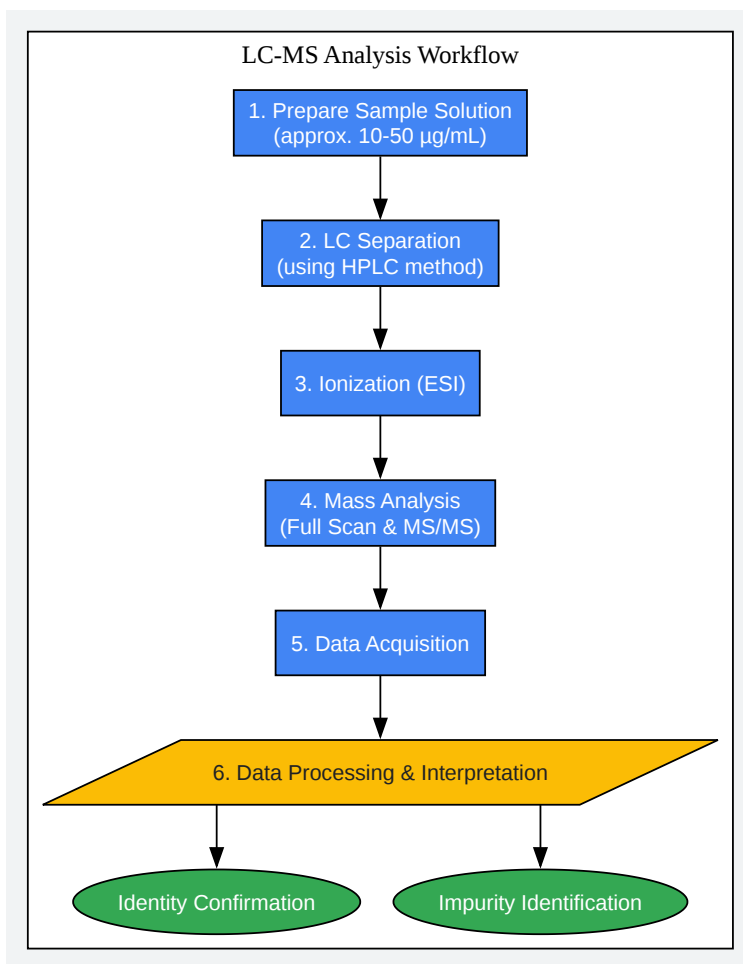 LC-MS Analysis Workflow
1. Prepare Sample Solution
(approx. 10-50 µg/mL)
2. LC Separation
(using HPLC method)
3. Ionization (ESI)
4. Mass Analysis
(Full Scan & MS/MS)
5. Data Acquisition
6. Data Processing & Interpretation
Identity Confirmation
Impurity Identification